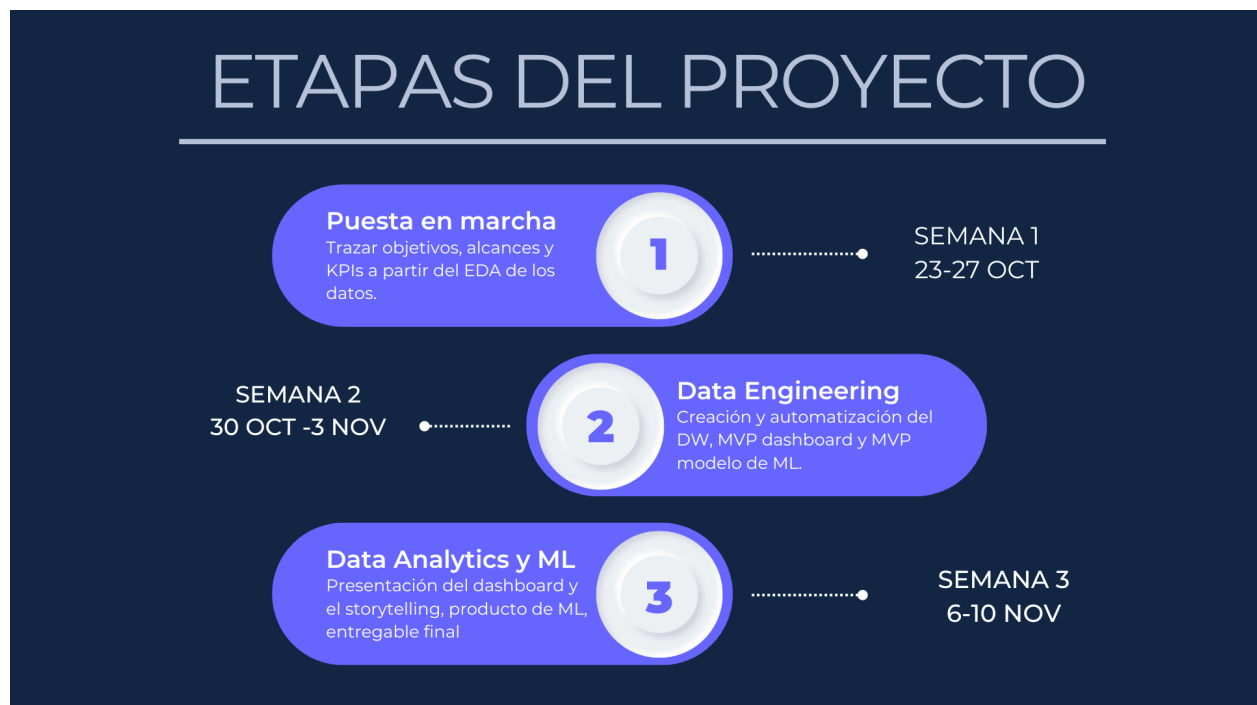 ETAPAS DEL PROYECTO
Puesta en marcha
Trazar objetivos, alcances y
KPIs a partir del EDA de los
datos.
1
SEMANA 1
23-27 OCT
SEMANA 2
30 OCT -3 NOV
2
Data Engineering
Creación y automatización del
DW, MVP dashboard y MVP
modelo de ML.
Data Analytics y ML
Presentación del dashboard y
el storytelling, producto de ML,
entregable final
3
SEMANA 3
6-10 NOV